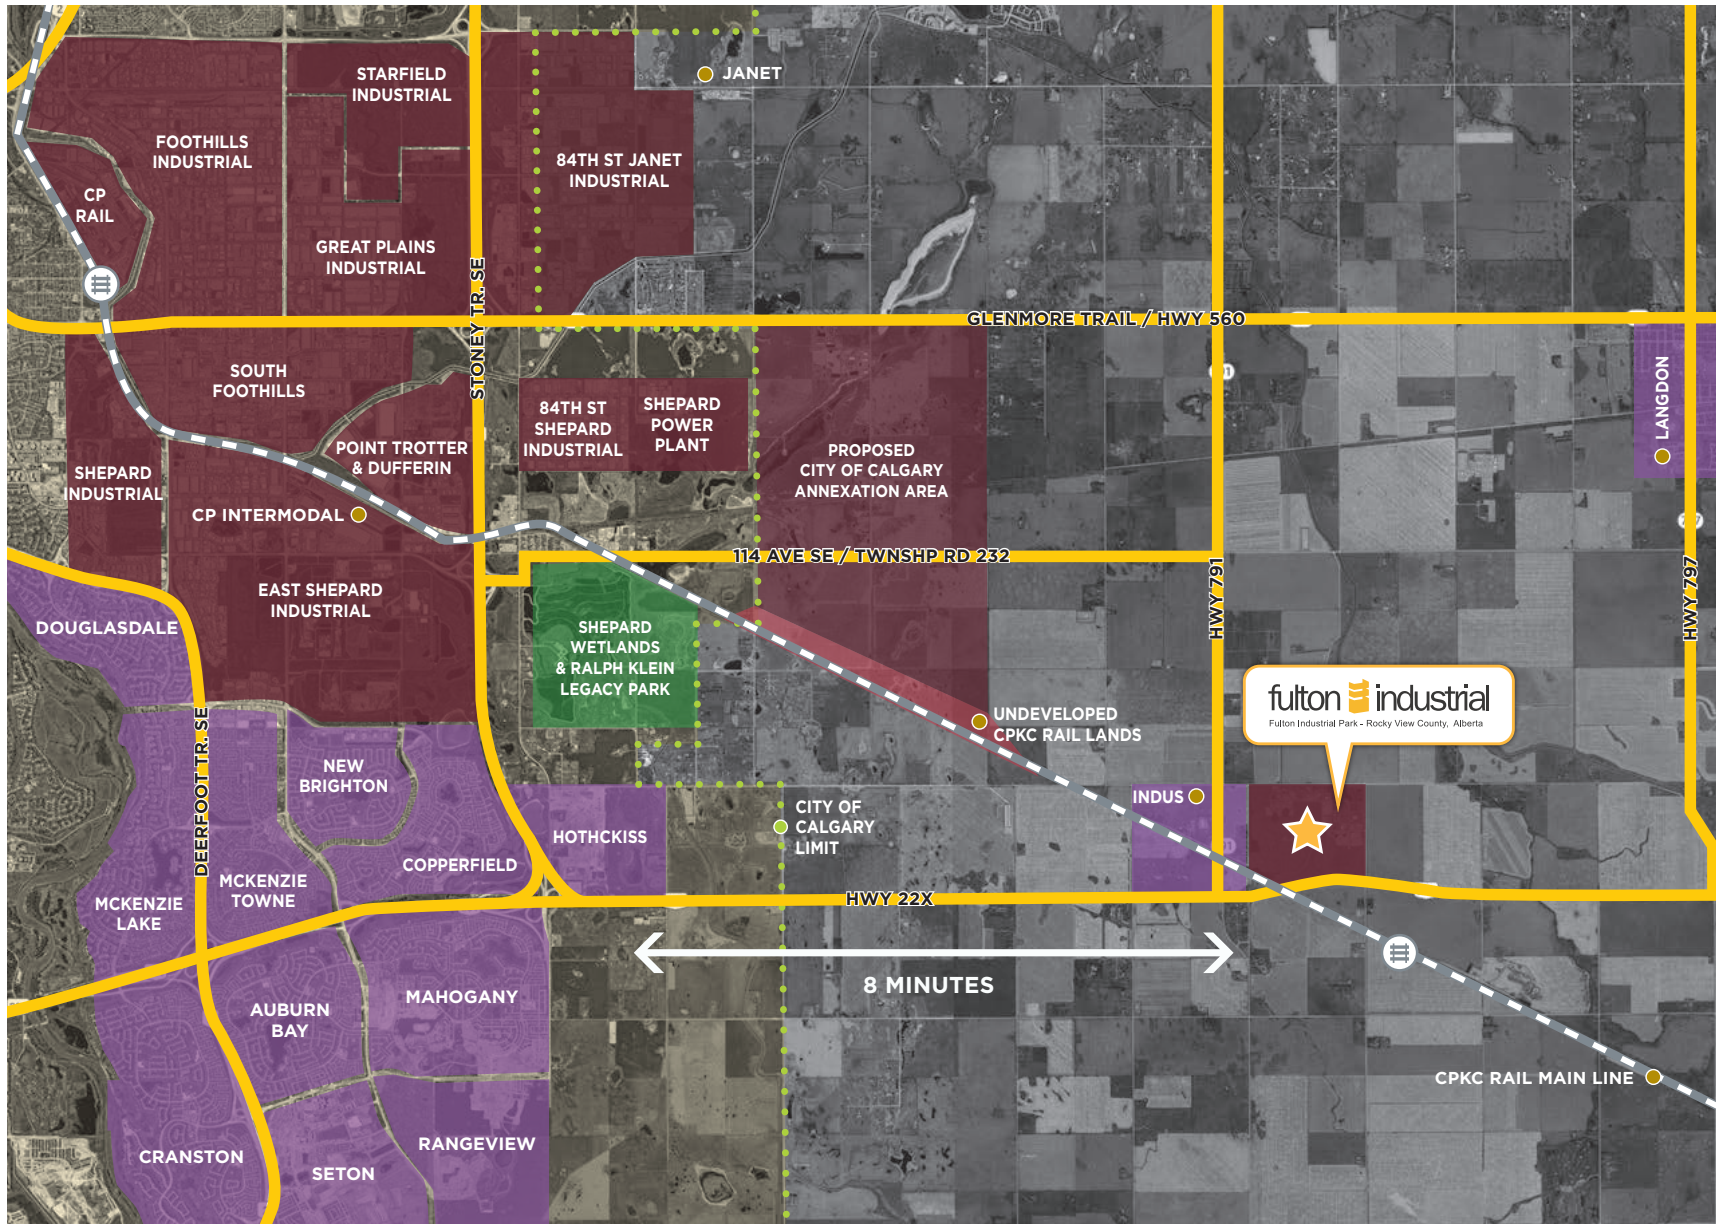 2
STARFIELD
INDUSTRIAL
JANET
FOOTHILLS
INDUSTRIAL
84TH ST JANET
INDUSTRIAL
CP
RAIL
GREAT PLAINS
INDUSTRIAL
STONEY TR. SE
GLENMORE TRAIL / HWY 560
SOUTH
FOOTHILLS
84TH ST
SHEPARD
INDUSTRIAL
SHEPARD
POWER
PLANT
LANGDON
POINT TROTTER
& DUFFERIN
PROPOSED
CITY OF CALGARY
ANNEXATION AREA
SHEPARD
INDUSTRIAL
CP INTERMODAL
114 AVE SE / TWNSHP RD 232
HWY 791
HWY 797
EAST SHEPARD
INDUSTRIAL
DOUGLASDALE
SHEPARD
WETLANDS
& RALPH KLEIN
LEGACY PARK
fulton industrial
Fulton Industrial Park - Rocky View County, Alberta
UNDEVELOPED
CPKC RAIL LANDS
DEERFOOT TR. SE
NEW
BRIGHTON
INDUS
CITY OF
CALGARY
LIMIT
HOTHCKISS
COPPERFIELD
MCKENZIE
TOWNE
MCKENZIE
LAKE
HWY 22X
8 MINUTES
MAHOGANY
AUBURN
BAY
CPKC RAIL MAIN LINE
RANGEVIEW
CRANSTON
SETON